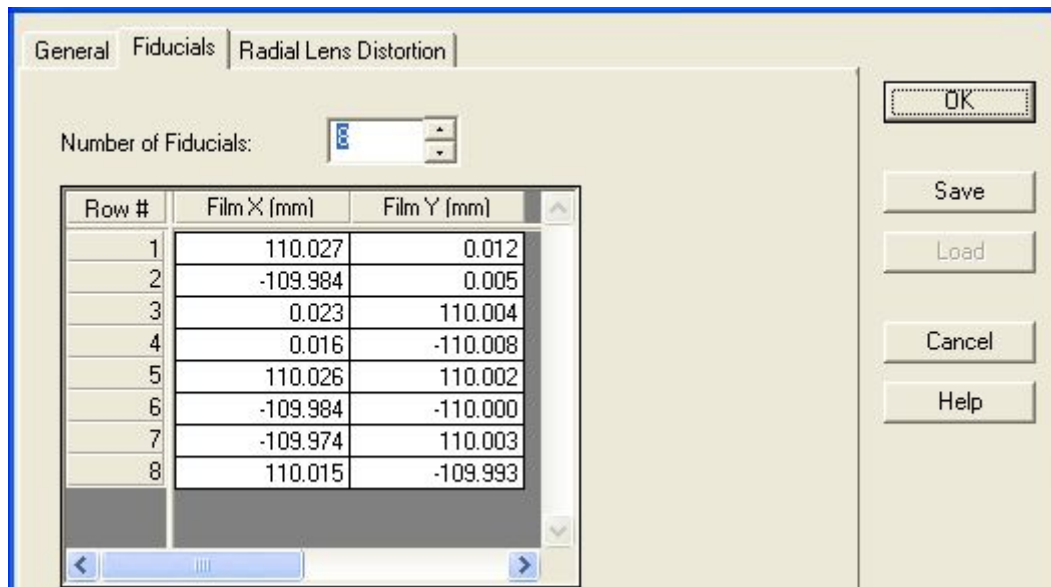 General Fiducials Radial Lens Distortion
OK
Number of Fiducials: 8
Save
Row # Film X (mm) Film Y (mm)
1 110.027 0.012
Load
2 -109.984 0.005
3 0.023 110.004
4 0.016 -110.008
Cancel
5 110.026 110.002
6 -109.984 -110.000
Help
7 -109.974 110.003
8 110.015 -109.993